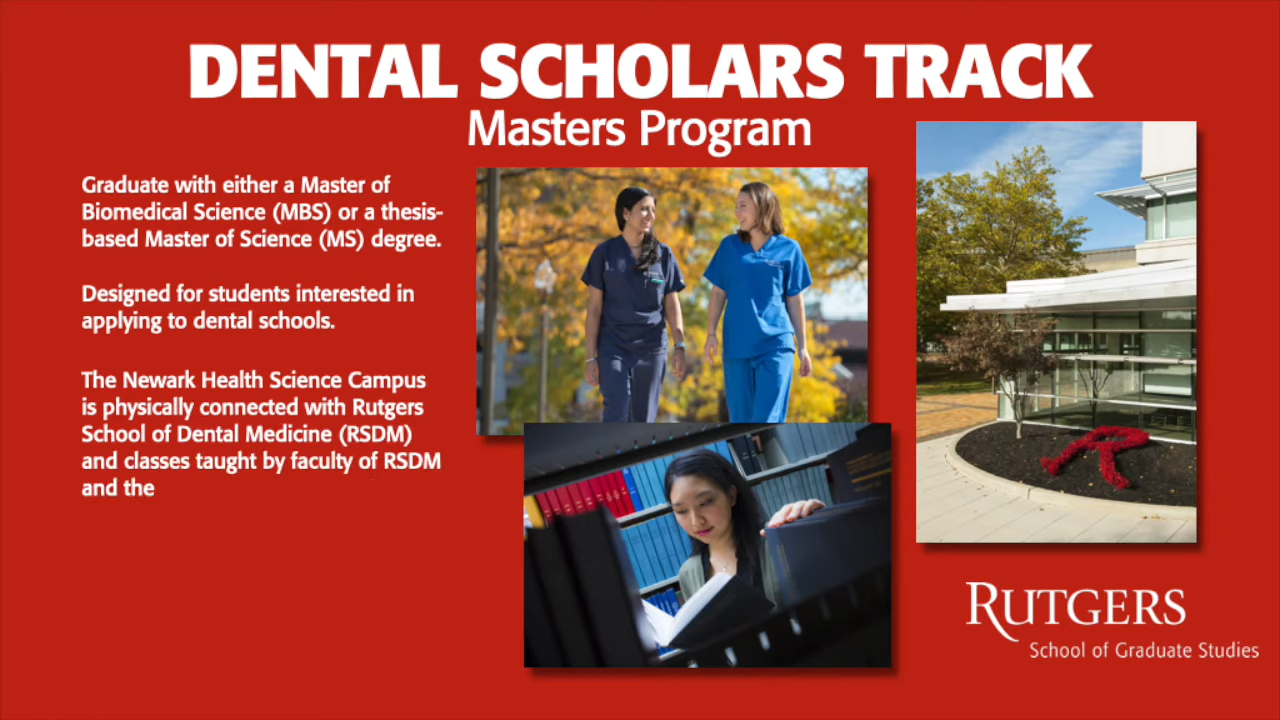 DENTAL SCHOLARS TRACK
Masters Program
Graduate with either a Master of
Biomedical Science (MBS) or a thesis-
based Master of Science (MS) degree.
Designed for students interested in
applying to dental schools.
The Newark Health Science Campus
is physically connected with Rutgers
School of Dental Medicine (RSDM)
and classes taught by faculty of RSDM
and the
R
RUTGERS
School of Graduate Studies